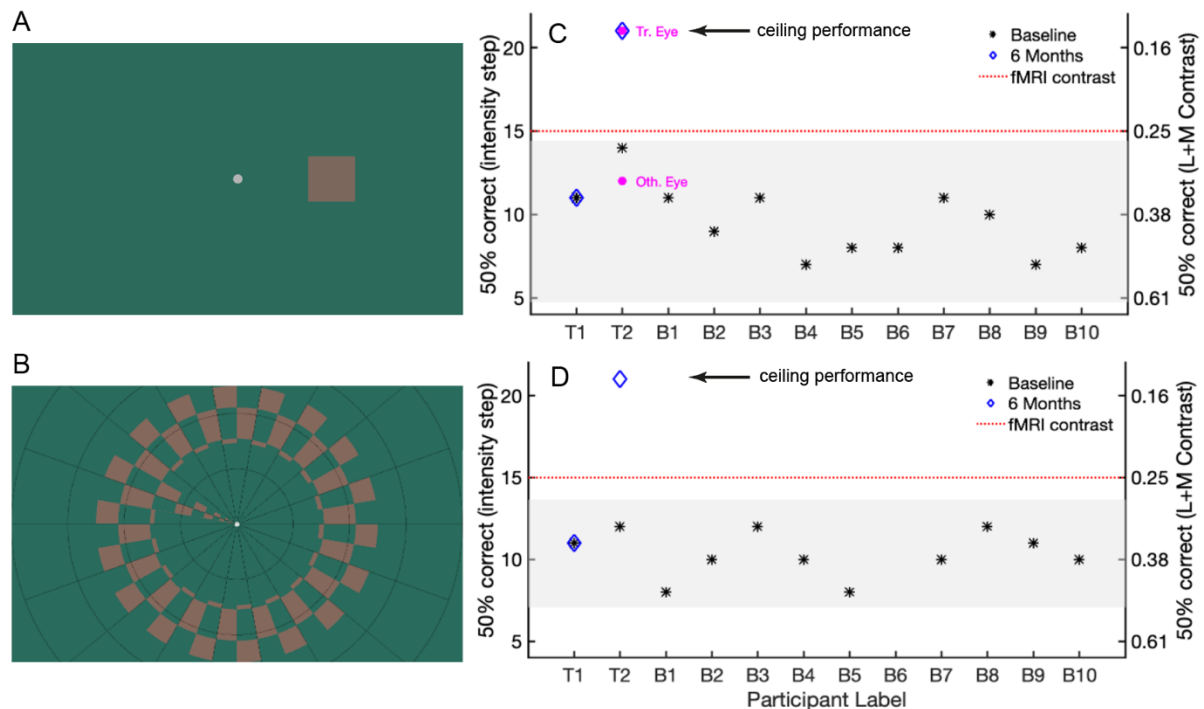 A
B
C
50% correct (intensity step)
20
15
10
5
Tr. Eye
Oth. Eye
ceiling performance
Baseline
6 Months
fMRI contrast
0.16
0.25
0.38
0.61
50% correct (L+M Contrast)
T1 T2 B1 B2 B3 B4 B5 B6 B7 B8 B9 B10
D
50% correct (intensity step)
20
15
10
5
ceiling performance
Baseline
6 Months
fMRI contrast
0.16
0.25
0.38
0.61
50% correct (L+M Contrast)
T1 T2 B1 B2 B3 B4 B5 B6 B7 B8 B9 B10
Participant Label